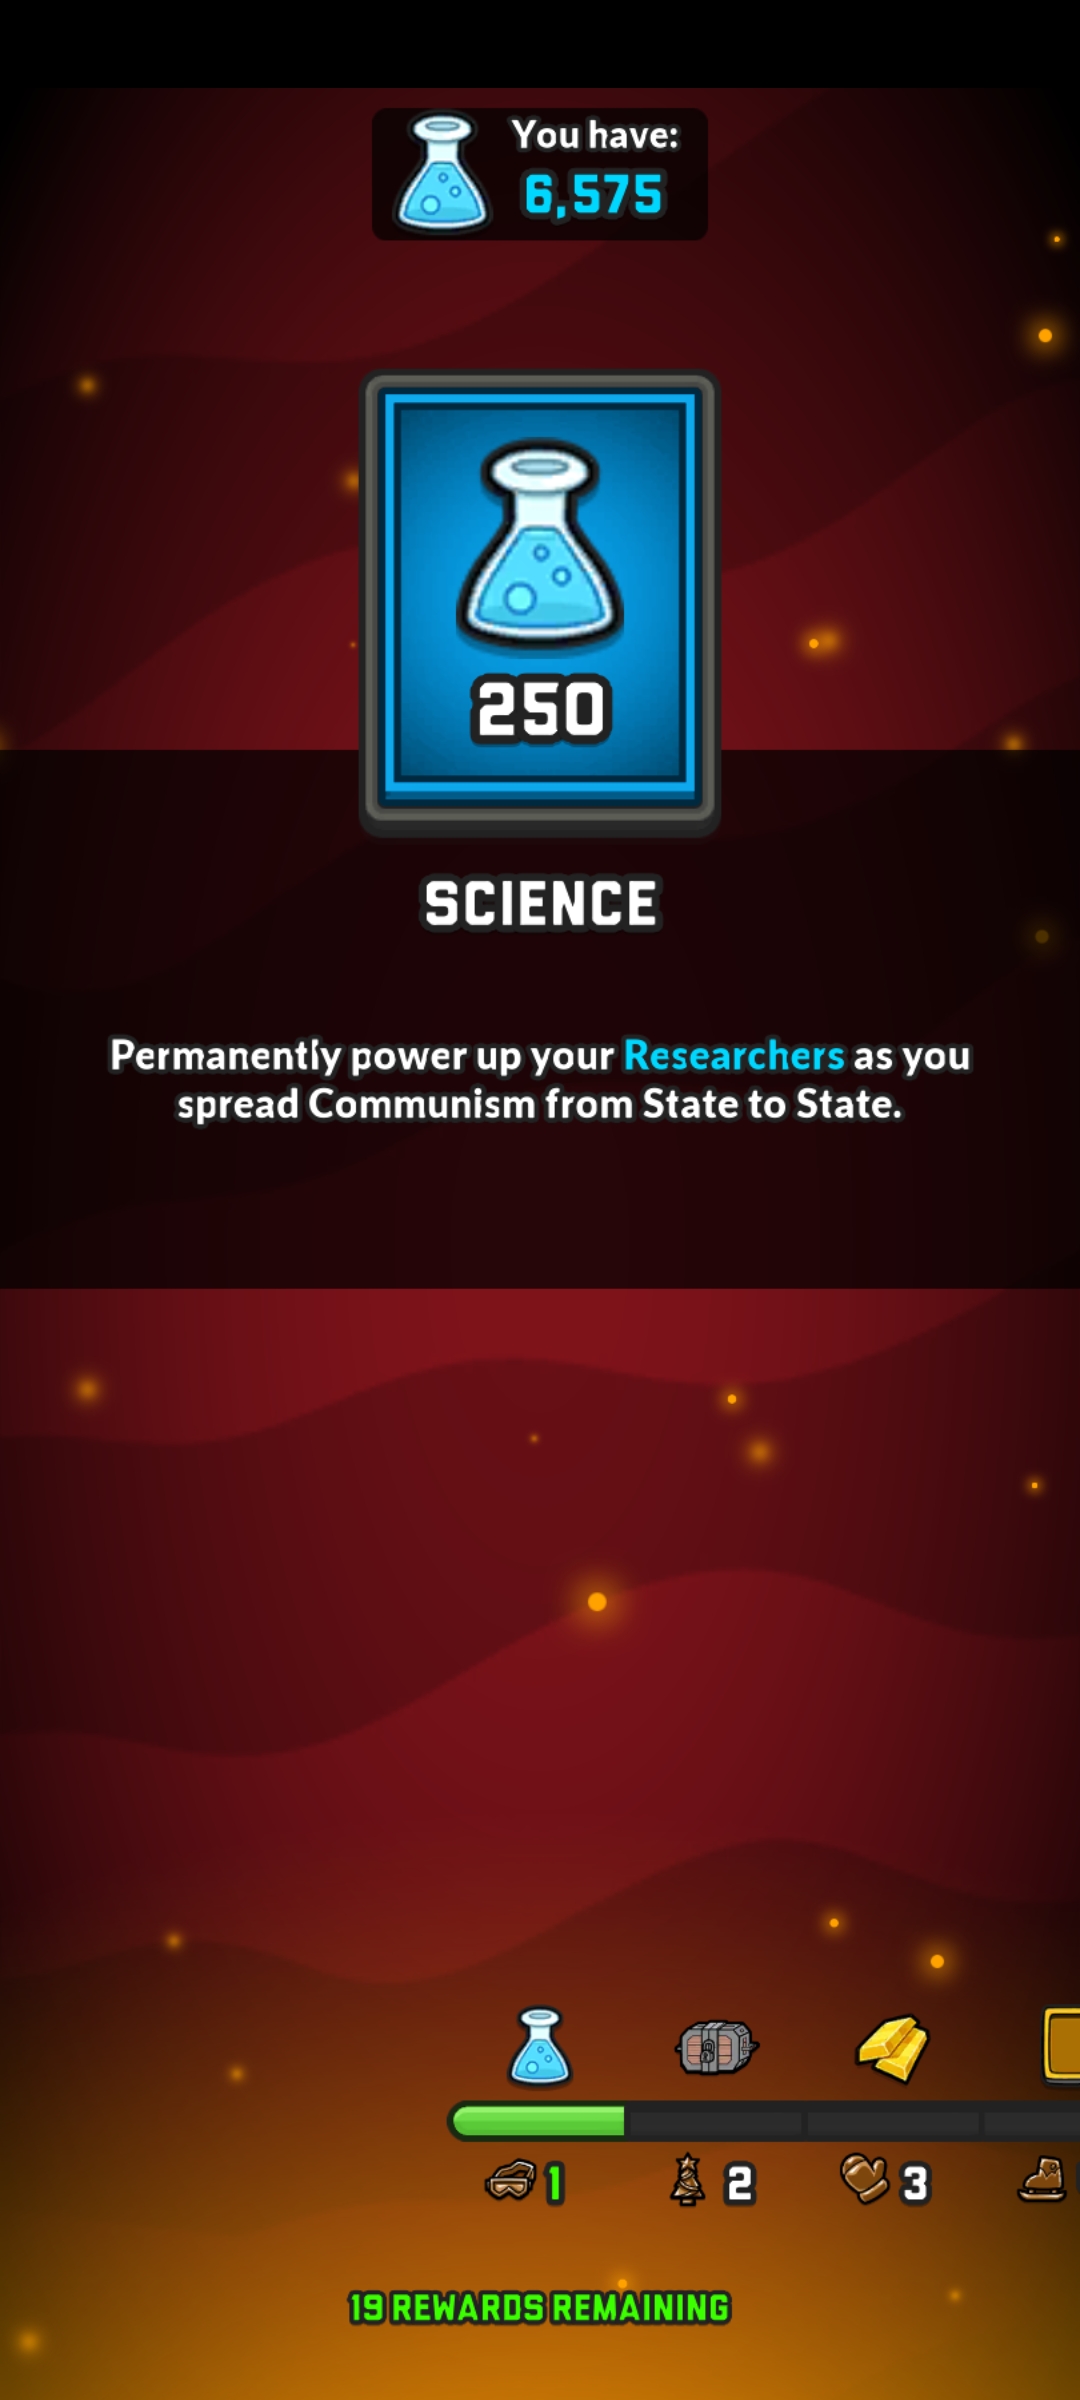 You have:
6,575
250
SCIENCE
Permanently power up your Researchers as you
spread Communism from State to State.
1
2
3
19 REWARDS REMAINING